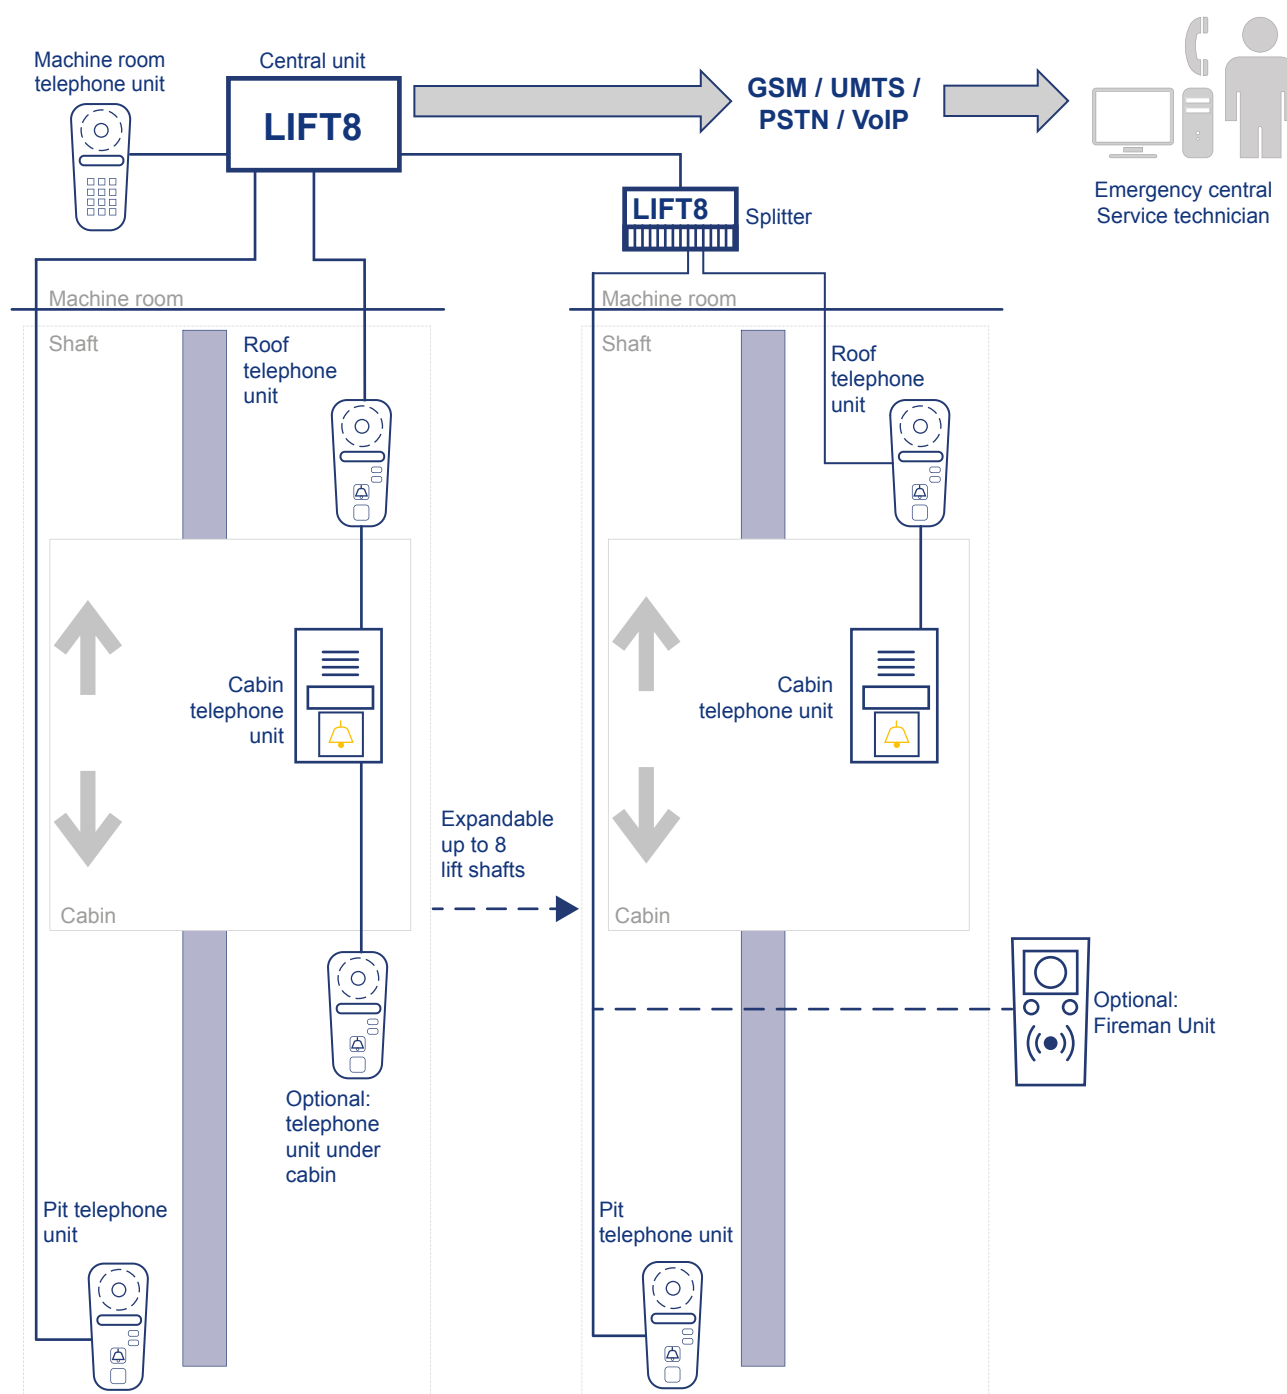 Machine room
telephone unit
Central unit
LIFT8
GSM / UMTS /
PSTN / VoIP
Emergency central
Service technician
LIFT8
Splitter
Machine room
Shaft
Roof
telephone
unit
Cabin
telephone
unit
Cabin
Optional:
telephone
unit under
cabin
Pit telephone
unit
Expandable
up to 8
lift shafts
Machine room
Shaft
Roof
telephone
unit
Cabin
telephone unit
Cabin
Optional:
Fireman Unit
Pit
telephone unit